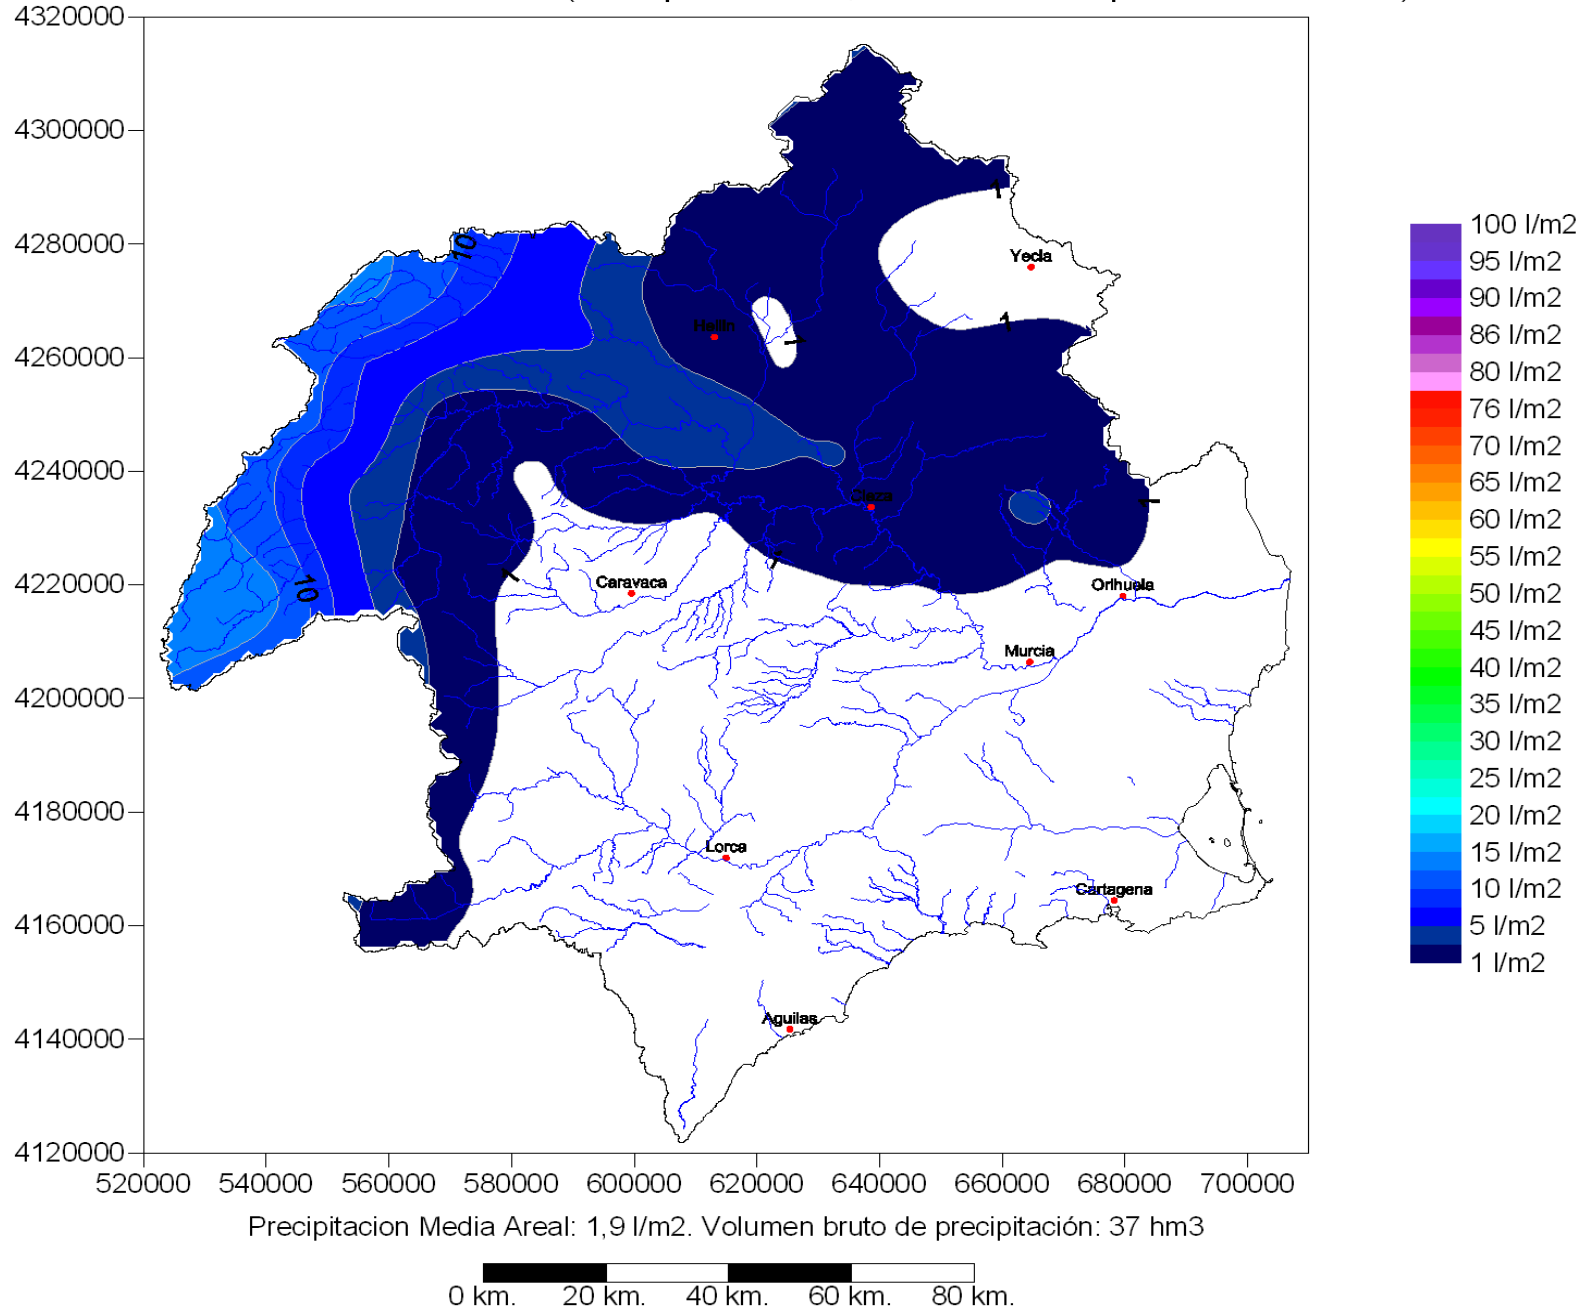 4320000
4300000
4280000
4260000
4240000
4220000
4200000
4180000
4160000
4140000
4120000
520000 540000 560000 580000 600000 620000 640000 660000 680000 700000
10
1
Yecla
1
Hellin
1
Cieza
1
1
1
10
Caravaca
Orihuela
Murcia
Lorca
Cartagena
Aguilas
100 l/m2
95 l/m2
90 l/m2
86 l/m2
80 l/m2
76 l/m2
70 l/m2
65 l/m2
60 l/m2
55 l/m2
50 l/m2
45 l/m2
40 l/m2
35 l/m2
30 l/m2
25 l/m2
20 l/m2
15 l/m2
10 l/m2
5 l/m2
1 l/m2
Precipitacion Media Areal: 1,9 l/m2. Volumen bruto de precipitación: 37 hm3
0 km. 20 km. 40 km. 60 km. 80 km.